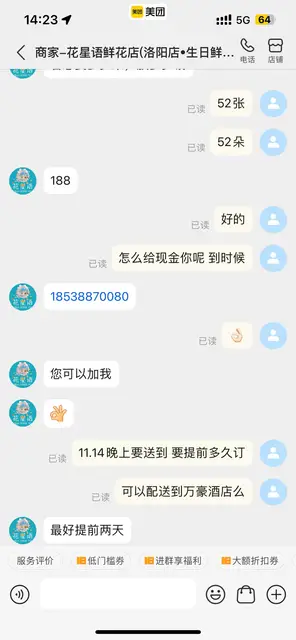 14:23
美团 美团
5G 64
商家-花星语鲜花店(洛阳店•生日鲜...
电话
店铺
52张
已读
52朵
已读
188
好的
已读
怎么给现金你呢 到时候
已读
18538870080
已读
您可以加我
11.14晚上要送到 要提前多久订
已读
可以配送到万豪酒店么
已读
最好提前两天
服务评价
低门槛券
进群享福利
大额折扣券